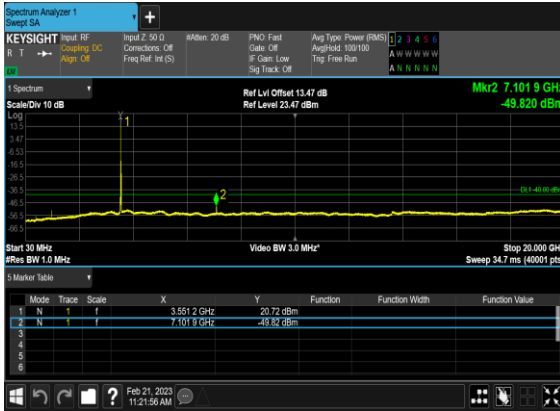 Spectrum Analyzer 1
Swept SA
+
KEYSIGHT Input: RF Input Z: 50 Ω #Atten: 20 dB PNO: Fast Avg Type: Power (RMS) 1 2 3 4 5 6
R T Coupling: DC Corrections: Off Gate: Off Avg|Hold: 100/100 A W W W W W
Align: Off Freq Ref: Int (S) IF Gain: Low Trig: Free Run
Sig Track: Off A N N N N N
1 Spectrum Ref Lvl Offset 13.47 dB Mkr2 7.101 9 GHz
Scale/Div 10 dB Ref Level 23.47 dBm -49.820 dBm
Log
13.5
3.47
-6.53
-16.5
-26.5
-36.5
-46.5
-56.5
-66.5
1
2
DL1 -40.00 dBm
Start 30 MHz Video BW 3.0 MHz* Stop 20.000 GHz
#Res BW 1.0 MHz Sweep 34.7 ms (40001 pts)
5 Marker Table
Mode Trace Scale X Y Function Function Width Function Value
1 N 1 f 3.551 2 GHz 20.72 dBm
2 N 1 f 7.101 9 GHz -49.82 dBm
3
4
5
6
? Feb 21, 2023
11:21:56 AM